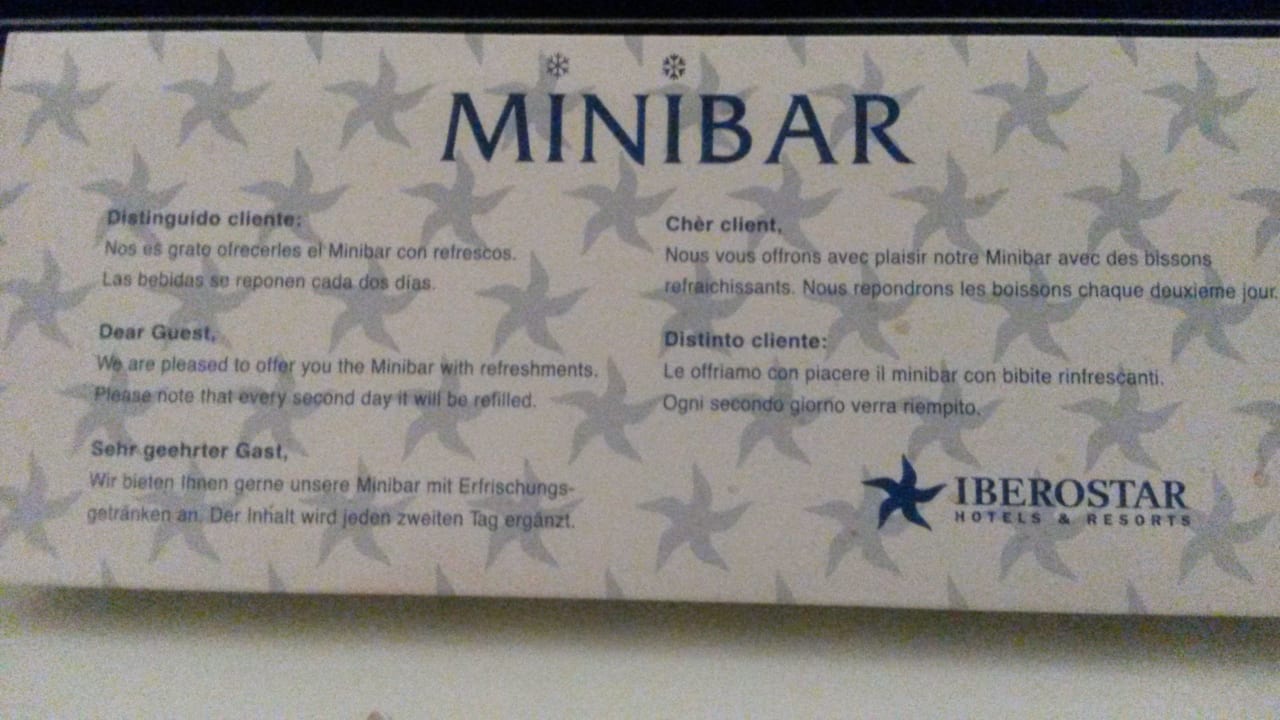 MINIBAR
Distinguido cliente:
Nos es grato ofrecerles el Minibar con refrescos.
Las bebidas se reponen cada dos días.
Dear Guest,
We are pleased to offer you the Minibar with refreshments.
Please note that every second day it will be refilled.
Sehr geehrter Gast,
Wir bieten Ihnen gerne unsere Minibar mit Erfrischungs-
getränken an. Der Inhalt wird jeden zweiten Tag ergänzt.
Chèr client,
Nous vous offrons avec plaisir notre Minibar avec des bissons
refraichissants. Nous repondrons les boissons chaque deuxieme jour.
Distinto cliente:
Le offriamo con piacere il minibar con bibite rinfrescanti.
Ogni secondo giorno verra riempito.
IBEROSTAR
HOTELS & RESORTS